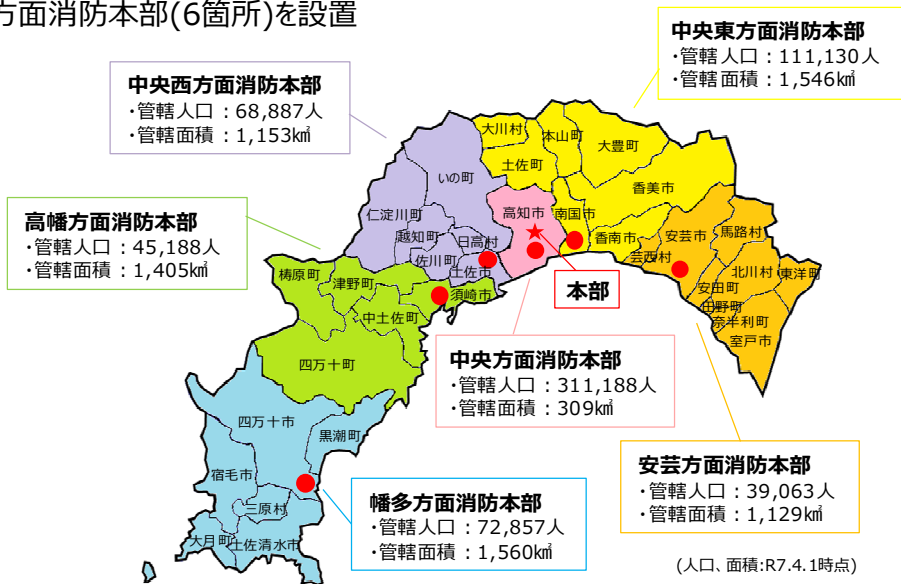 方面消防本部(6箇所)を設置
中央東方面消防本部
・管轄人口：111,130人
・管轄面積：1,546㎢
中央西方面消防本部
・管轄人口：68,887人
・管轄面積：1,153㎢
高幡方面消防本部
・管轄人口：45,188人
・管轄面積：1,405㎢
大川村
本山町
大豊町
土佐町
いの町
香美市
仁淀川町
高知市
南国市
越知町
日高村
香南市
安芸市
馬路村
佐川町
土佐市
芸西村
北川村
東洋町
安田町
田野町
奈半利町
室戸市
本部
梼原町
津野町
須崎市
中土佐町
四万十町
中央方面消防本部
・管轄人口：311,188人
・管轄面積：309㎢
四万十市
黒潮町
宿毛市
三原村
大月町
土佐清水市
幡多方面消防本部
・管轄人口：72,857人
・管轄面積：1,560㎢
安芸方面消防本部
・管轄人口：39,063人
・管轄面積：1,129㎢
(人口、面積:R7.4.1時点)